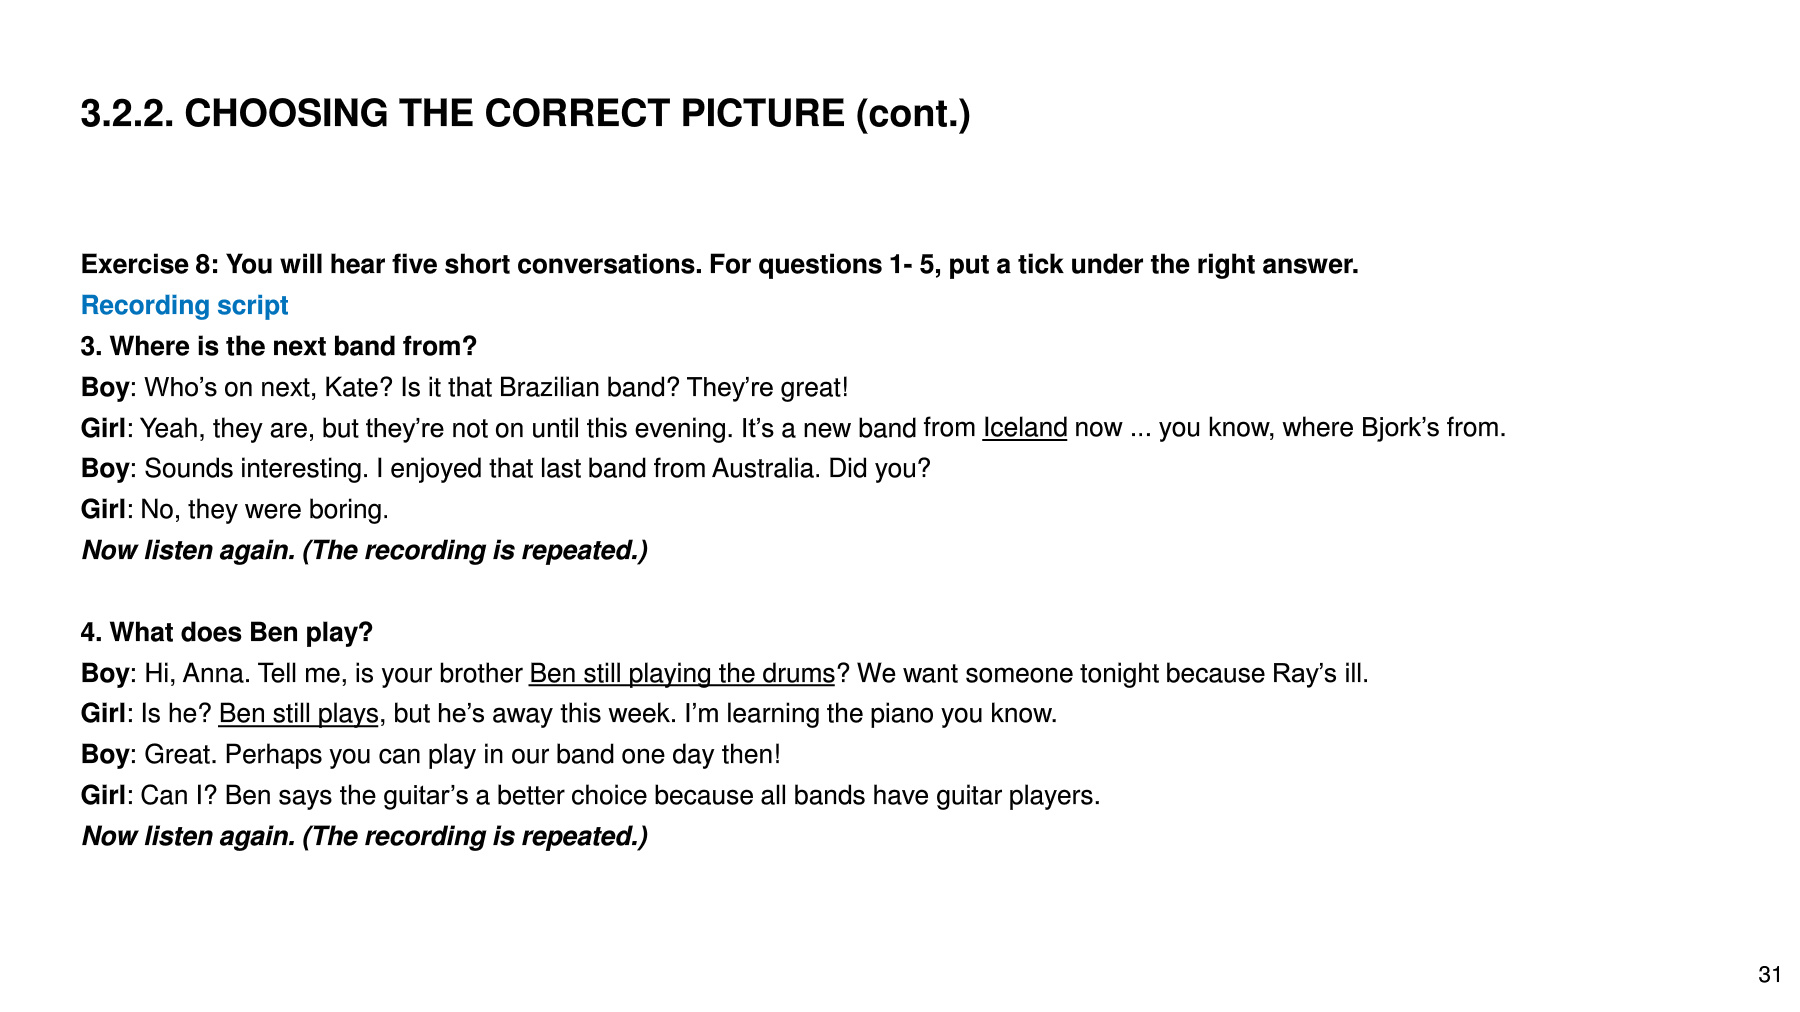 3.2.2. CHOOSING THE CORRECT PICTURE (cont.)
Exercise 8: You will hear five short conversations. For questions 1- 5, put a tick under the right answer.
Recording script
3. Where is the next band from?
Boy: Who’s on next, Kate? Is it that Brazilian band? They’re great!
Girl: Yeah, they are, but they’re not on until this evening. It’s a new band from Iceland now ... you know, where Bjork’s from.
Boy: Sounds interesting. I enjoyed that last band from Australia. Did you?
Girl: No, they were boring.
Now listen again. (The recording is repeated.)
4. What does Ben play?
Boy: Hi, Anna. Tell me, is your brother Ben still playing the drums? We want someone tonight because Ray’s ill.
Girl: Is he? Ben still plays, but he’s away this week. I’m learning the piano you know.
Boy: Great. Perhaps you can play in our band one day then!
Girl: Can I? Ben says the guitar’s a better choice because all bands have guitar players.
Now listen again. (The recording is repeated.)
31